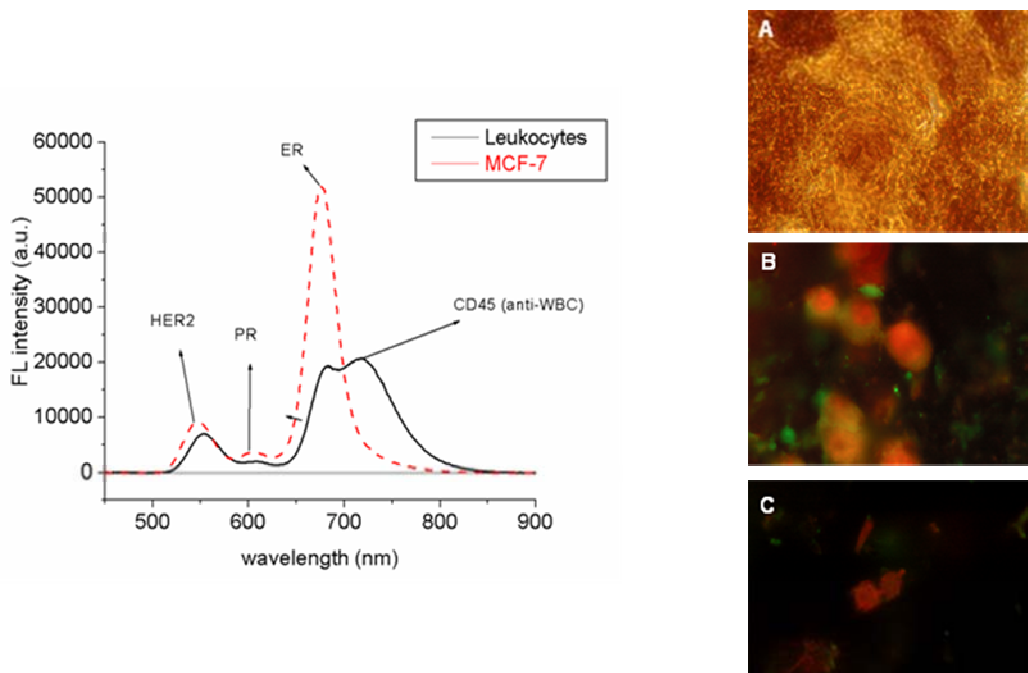 FL intensity (a.u.)
60000
50000
40000
30000
20000
10000
0
500 600 700 800 900
wavelength (nm)
Leukocytes
MCF-7
ER
HER2
PR
CD45 (anti-WBC)
A
B
C